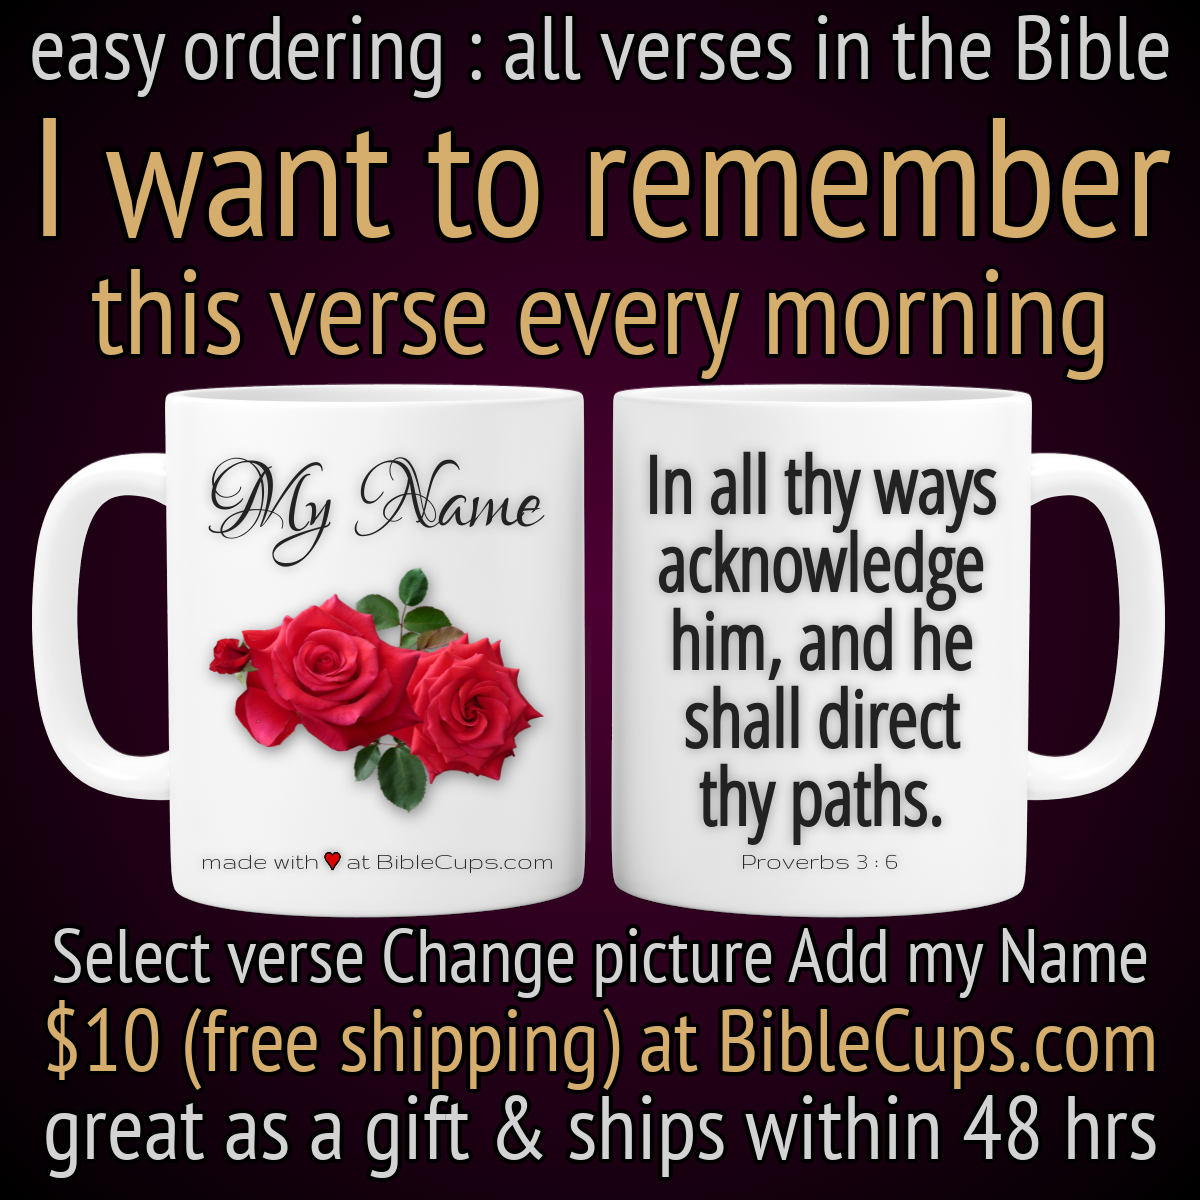 easy ordering : all verses in the Bible
I want to remember
this verse every morning
My Name
made with ♥ at BibleCups.com
In all thy ways
acknowledge
him, and he
shall direct
thy paths.
Proverbs 3 : 6
Select verse Change picture Add my Name
$10 (free shipping) at BibleCups.com
great as a gift & ships within 48 hrs